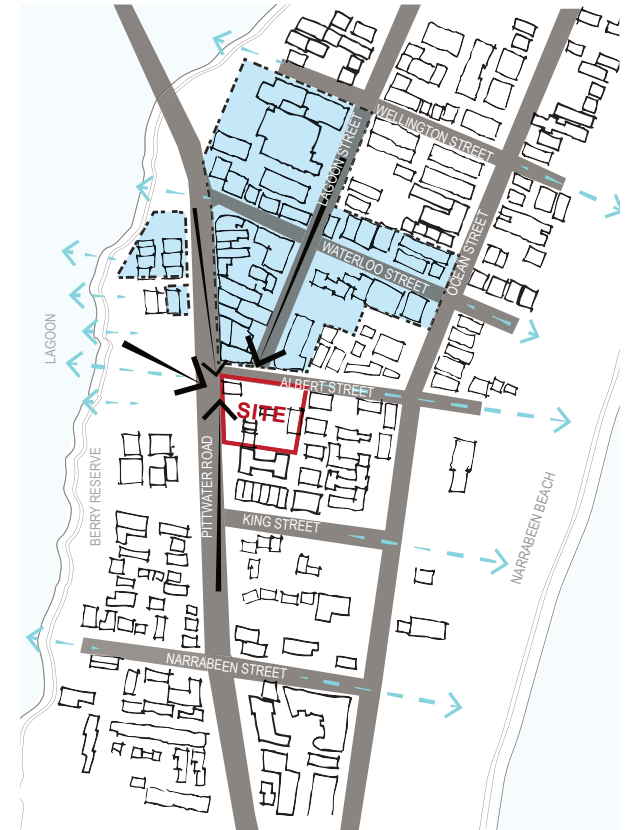 WELLINGTON STREET
LAGOON STREET
OCEAN STREET
WATERLOO STREET
LAGOON
ALBERT STREET
SITE
BERRY RESERVE
PITTWATER ROAD
NARRABEEN BEACH
KING STREET
NARRABEEN STREET